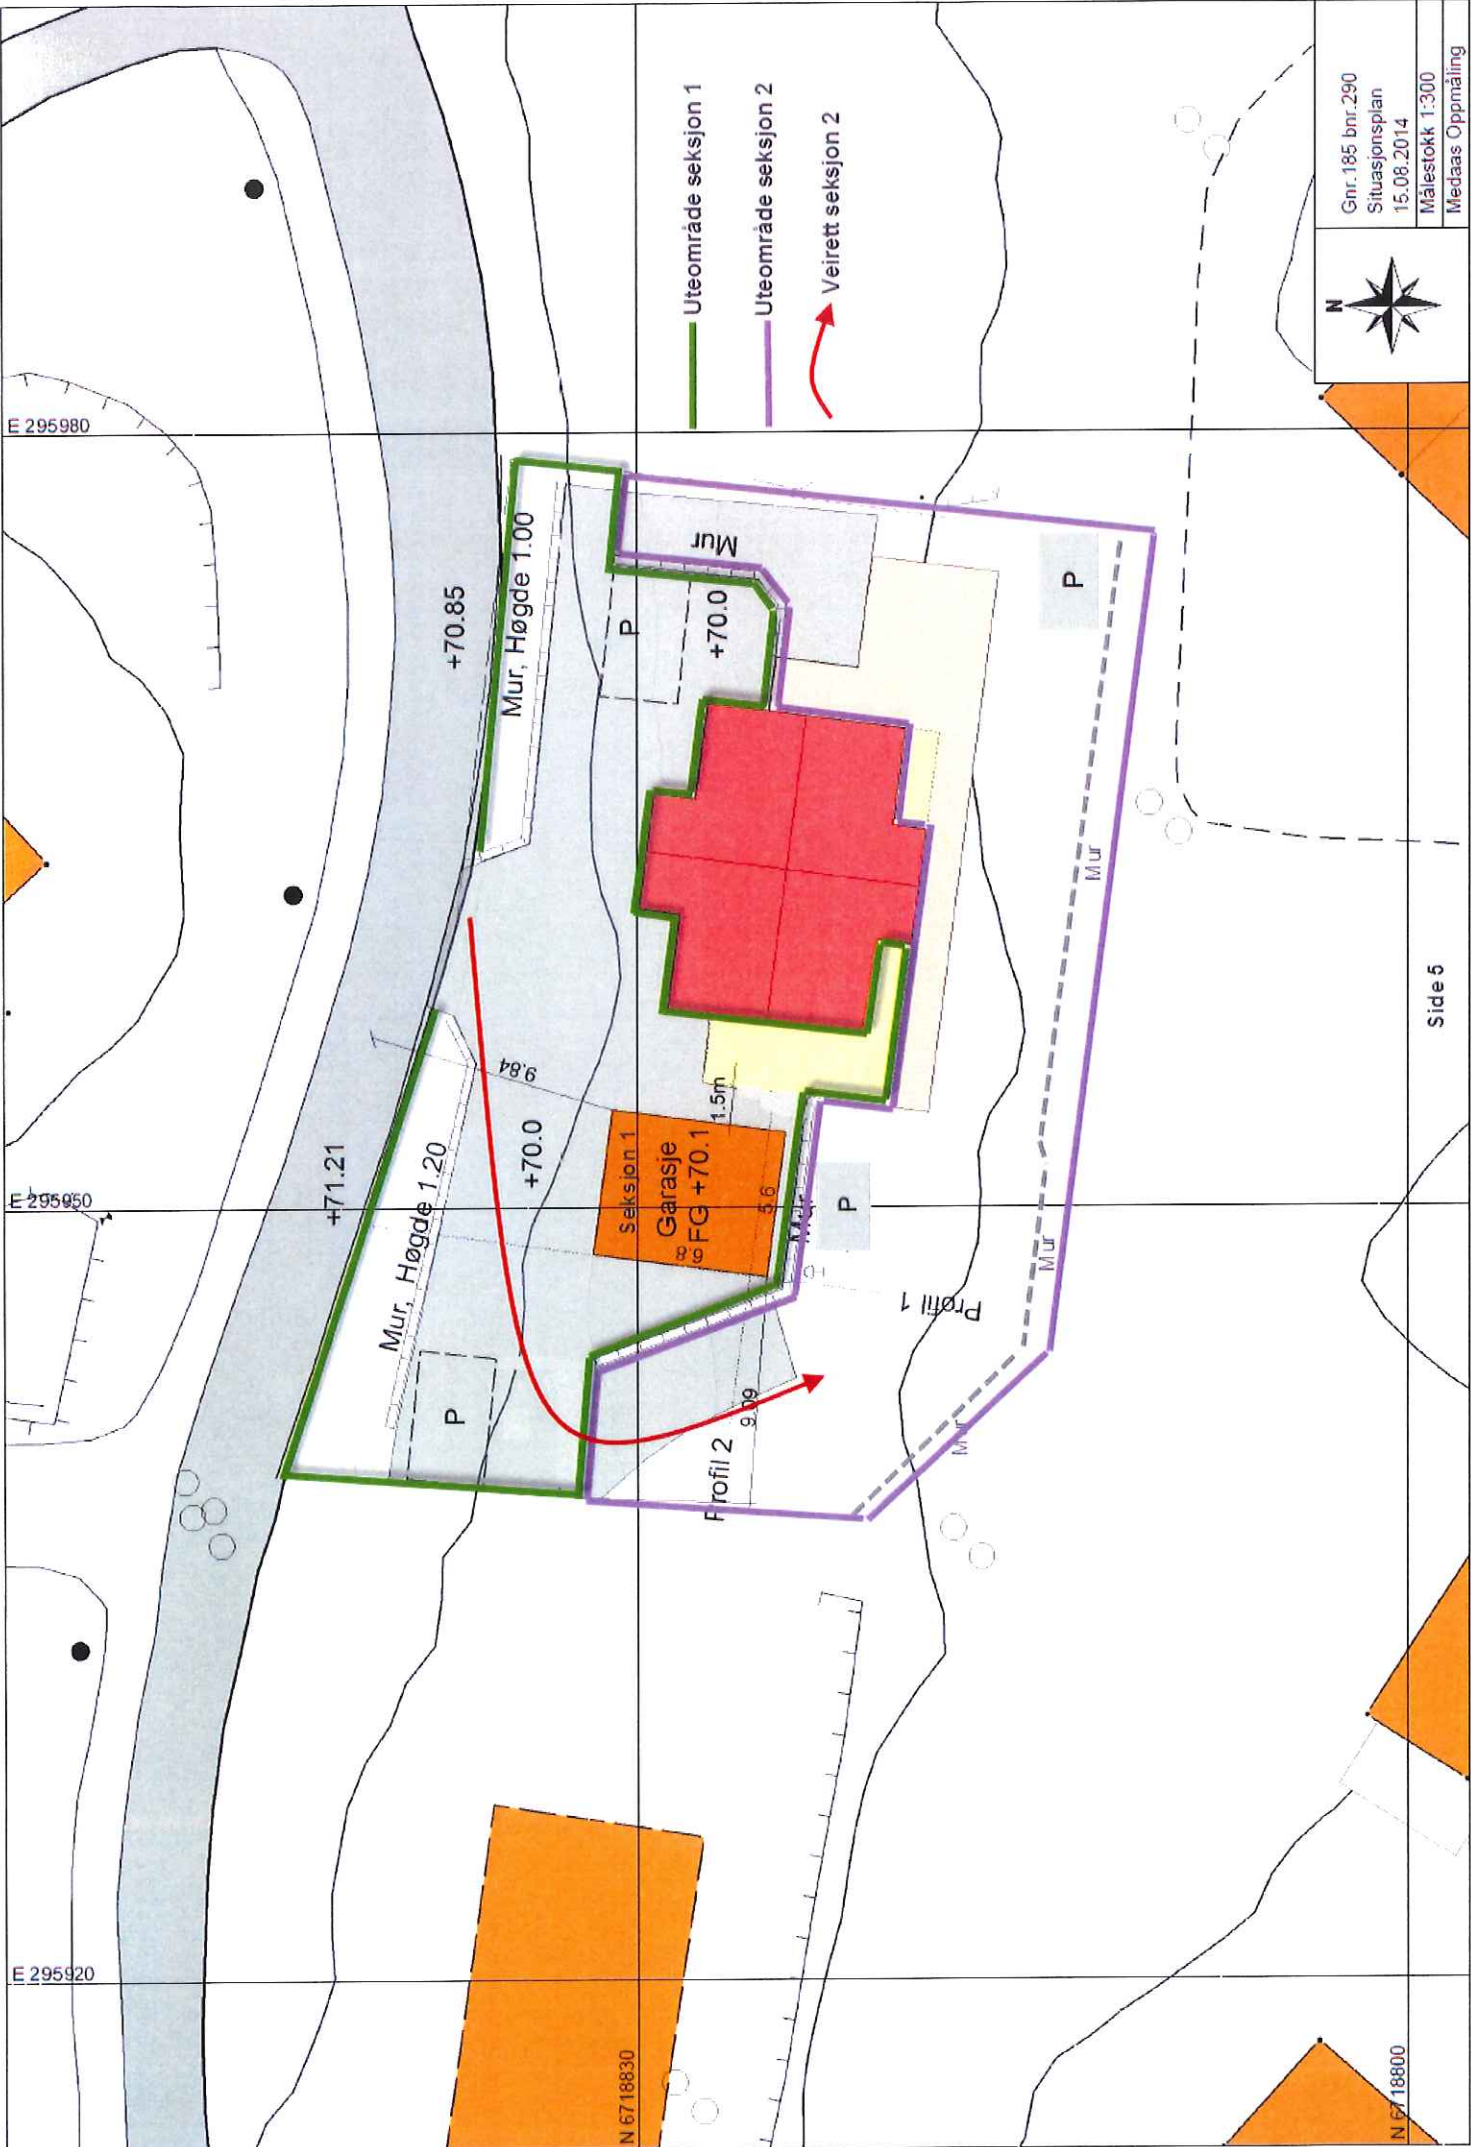 E 295980
E 295950
E 295920
N 6718830
N 6718800
Uteområde seksjon 1
Uteområde seksjon 2
Veirett seksjon 2
+70.85
Mur, Høgde 1.00
Mur
P
+70.0
P
+71.21
Mur, Høgde 1.20
9.84
+70.0
1.5m
Seksjon 1
Garasje
FG +70.1
6.8
5.6
Mur
P
P
Profil 1
Profil 2
9.09
Mur
Mur
Mur
Side 5
N
Gnr.185 bnr.290
Situasjonsplan
15.08.2014
Målestokk 1:300
Medaas Oppmåling